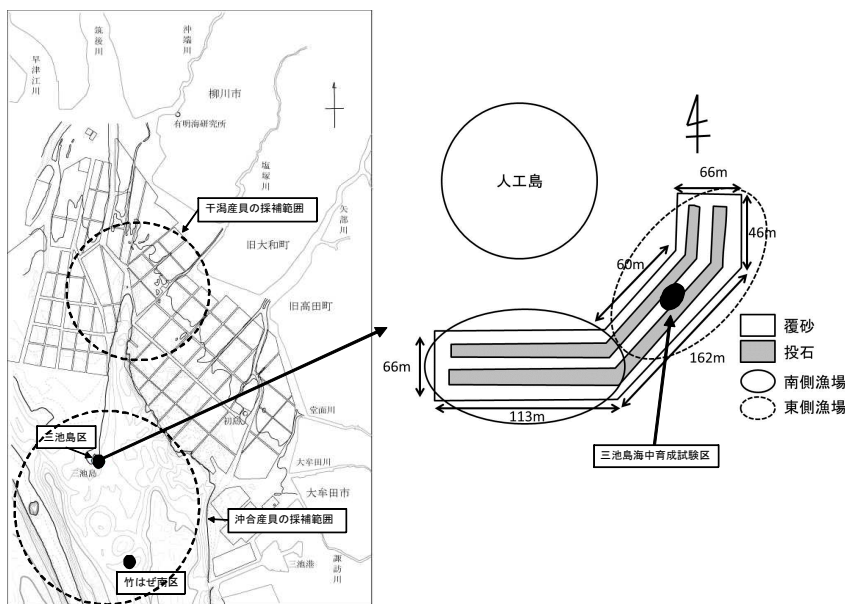 早津江川
筑後川
沖端川
柳川市
有明海研究所
塩塚川
干潟産員の採補範囲
矢部川
旧大和町
旧高田町
初島
堂面川
三池島区
三池島
大牟田川
大牟田市
沖合産員の採補範囲
三池港
諏訪川
竹はぜ南区
人工島
66m
46m
60m
162m
66m
113m
覆砂
投石
南側漁場
東側漁場
三池島海中育成試験区